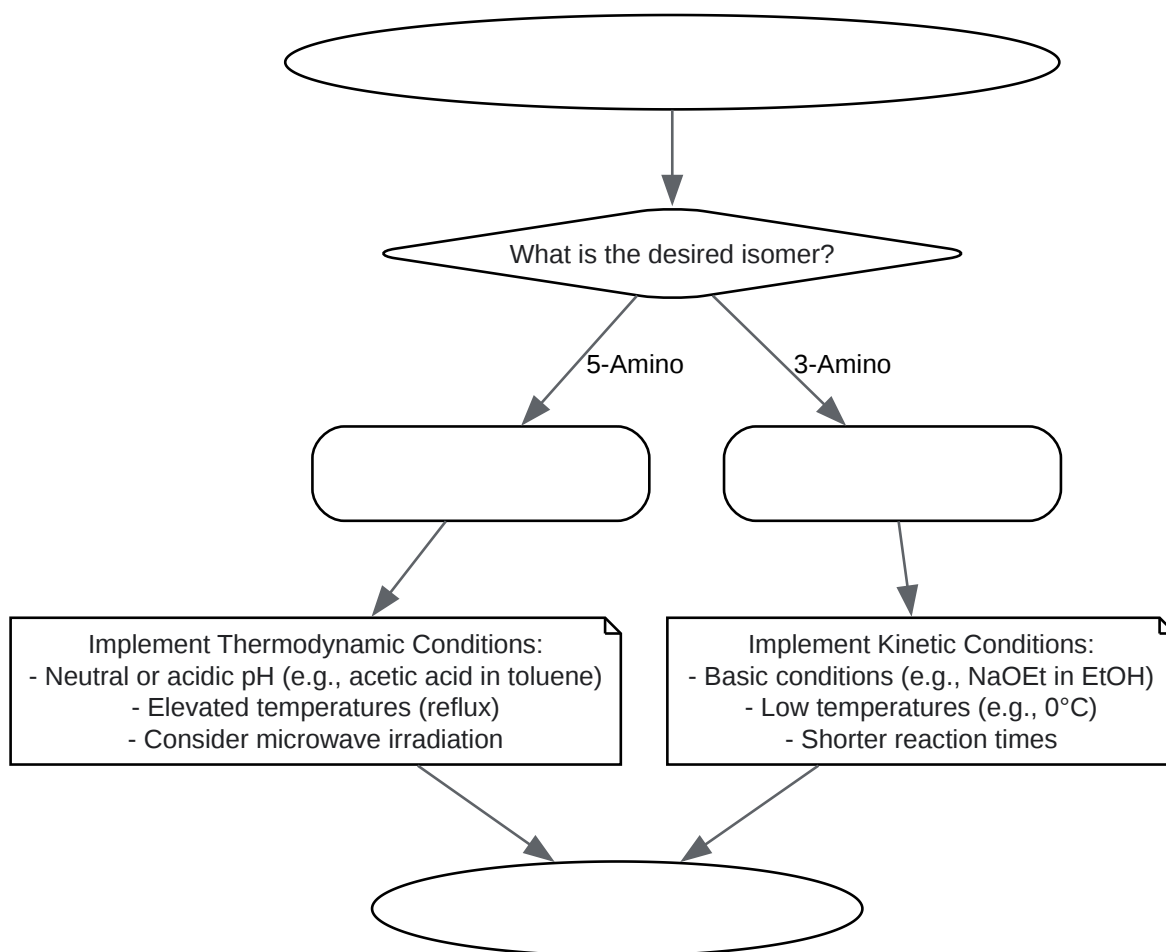 What is the desired isomer?
5-Amino
3-Amino
Implement Thermodynamic Conditions:
- Neutral or acidic pH (e.g., acetic acid in toluene)
- Elevated temperatures (reflux)
- Consider microwave irradiation
Implement Kinetic Conditions:
- Basic conditions (e.g., NaOEt in EtOH)
- Low temperatures (e.g., 0°C)
- Shorter reaction times